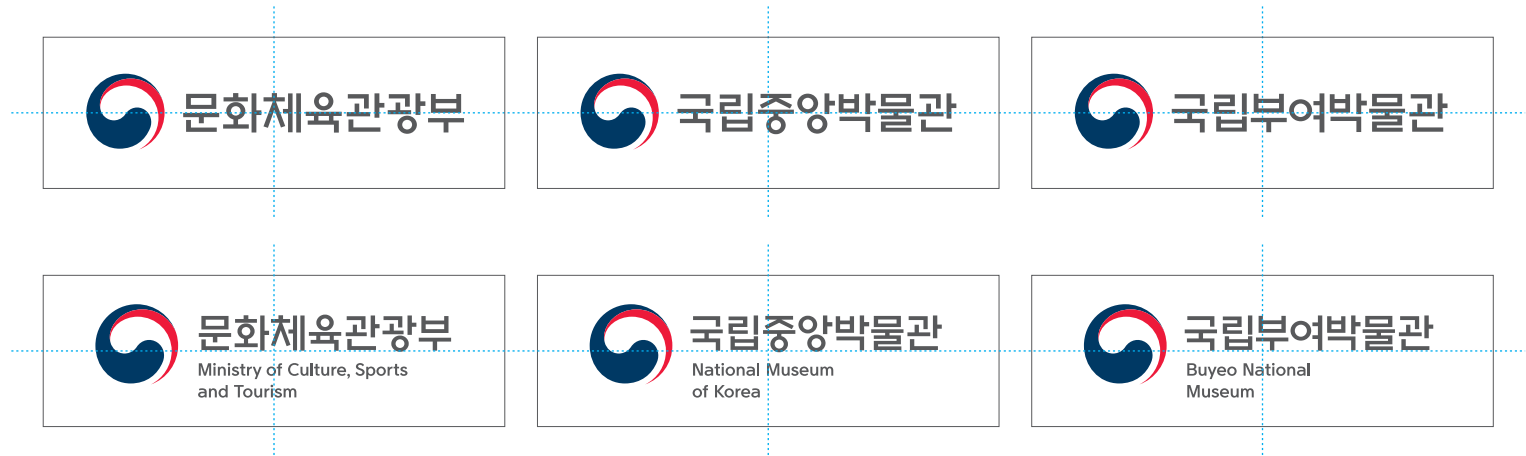 문화체육관광부
국립중앙박물관
국립부여박물관
문화체육관광부
Ministry of Culture, Sports
and Tourism
국립중앙박물관
National Museum
of Korea
국립부여박물관
Buyeo National
Museum